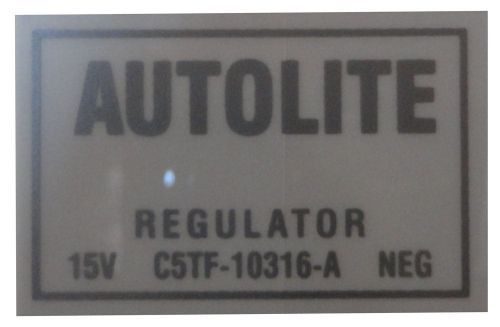 AUTOLITE
REGULATOR
15V C5TF-10316-A NEG